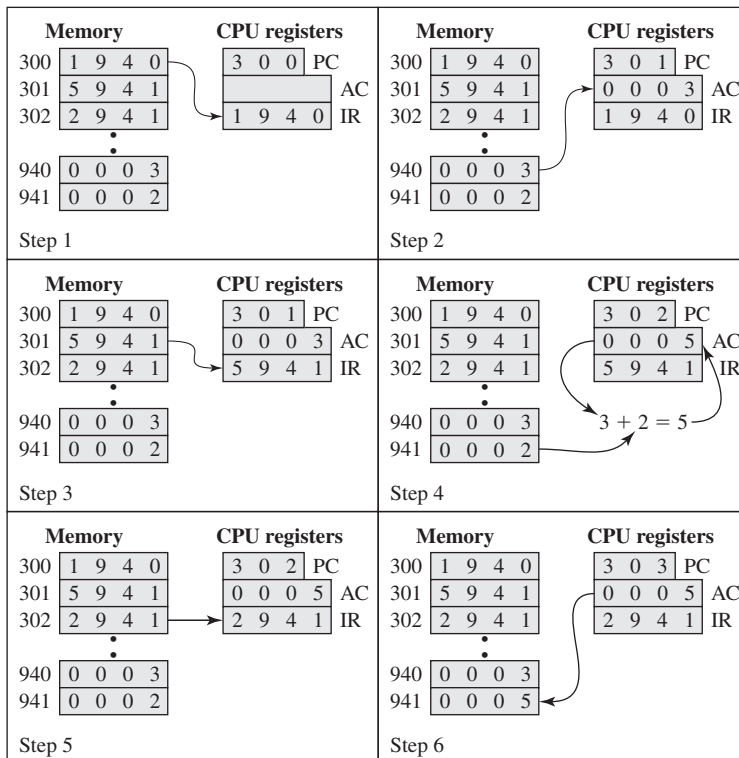 Memory CPU registers
300 1 9 4 0 3 0 0 PC
301 5 9 4 1 AC
302 2 9 4 1 1 9 4 0 IR
940 0 0 0 3
941 0 0 0 2
Step 1
Memory CPU registers
300 1 9 4 0 3 0 1 PC
301 5 9 4 1 0 0 0 3 AC
302 2 9 4 1 1 9 4 0 IR
940 0 0 0 3
941 0 0 0 2
Step 2
Memory CPU registers
300 1 9 4 0 3 0 1 PC
301 5 9 4 1 0 0 0 3 AC
302 2 9 4 1 5 9 4 1 IR
940 0 0 0 3
941 0 0 0 2
Step 3
Memory CPU registers
300 1 9 4 0 3 0 2 PC
301 5 9 4 1 0 0 0 5 AC
302 2 9 4 1 5 9 4 1 IR
940 0 0 0 3 3 + 2 = 5
941 0 0 0 2
Step 4
Memory CPU registers
300 1 9 4 0 3 0 2 PC
301 5 9 4 1 0 0 0 5 AC
302 2 9 4 1 2 9 4 1 IR
940 0 0 0 3
941 0 0 0 2
Step 5
Memory CPU registers
300 1 9 4 0 3 0 3 PC
301 5 9 4 1 0 0 0 5 AC
302 2 9 4 1 2 9 4 1 IR
940 0 0 0 3
941 0 0 0 5
Step 6